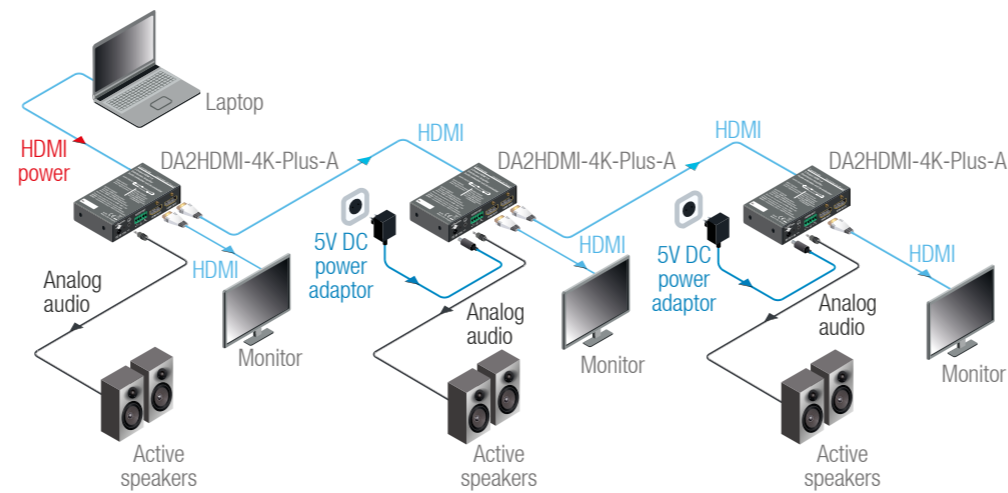 Laptop
HDMI
power
DA2HDMI-4K-Plus-A
HDMI
DA2HDMI-4K-Plus-A
HDMI
DA2HDMI-4K-Plus-A
HDMI
5V DC
power
adaptor
HDMI
5V DC
power
adaptor
HDMI
Analog
audio
Monitor
Analog
audio
Monitor
Analog
audio
Monitor
Active
speakers
Active
speakers
Active
speakers